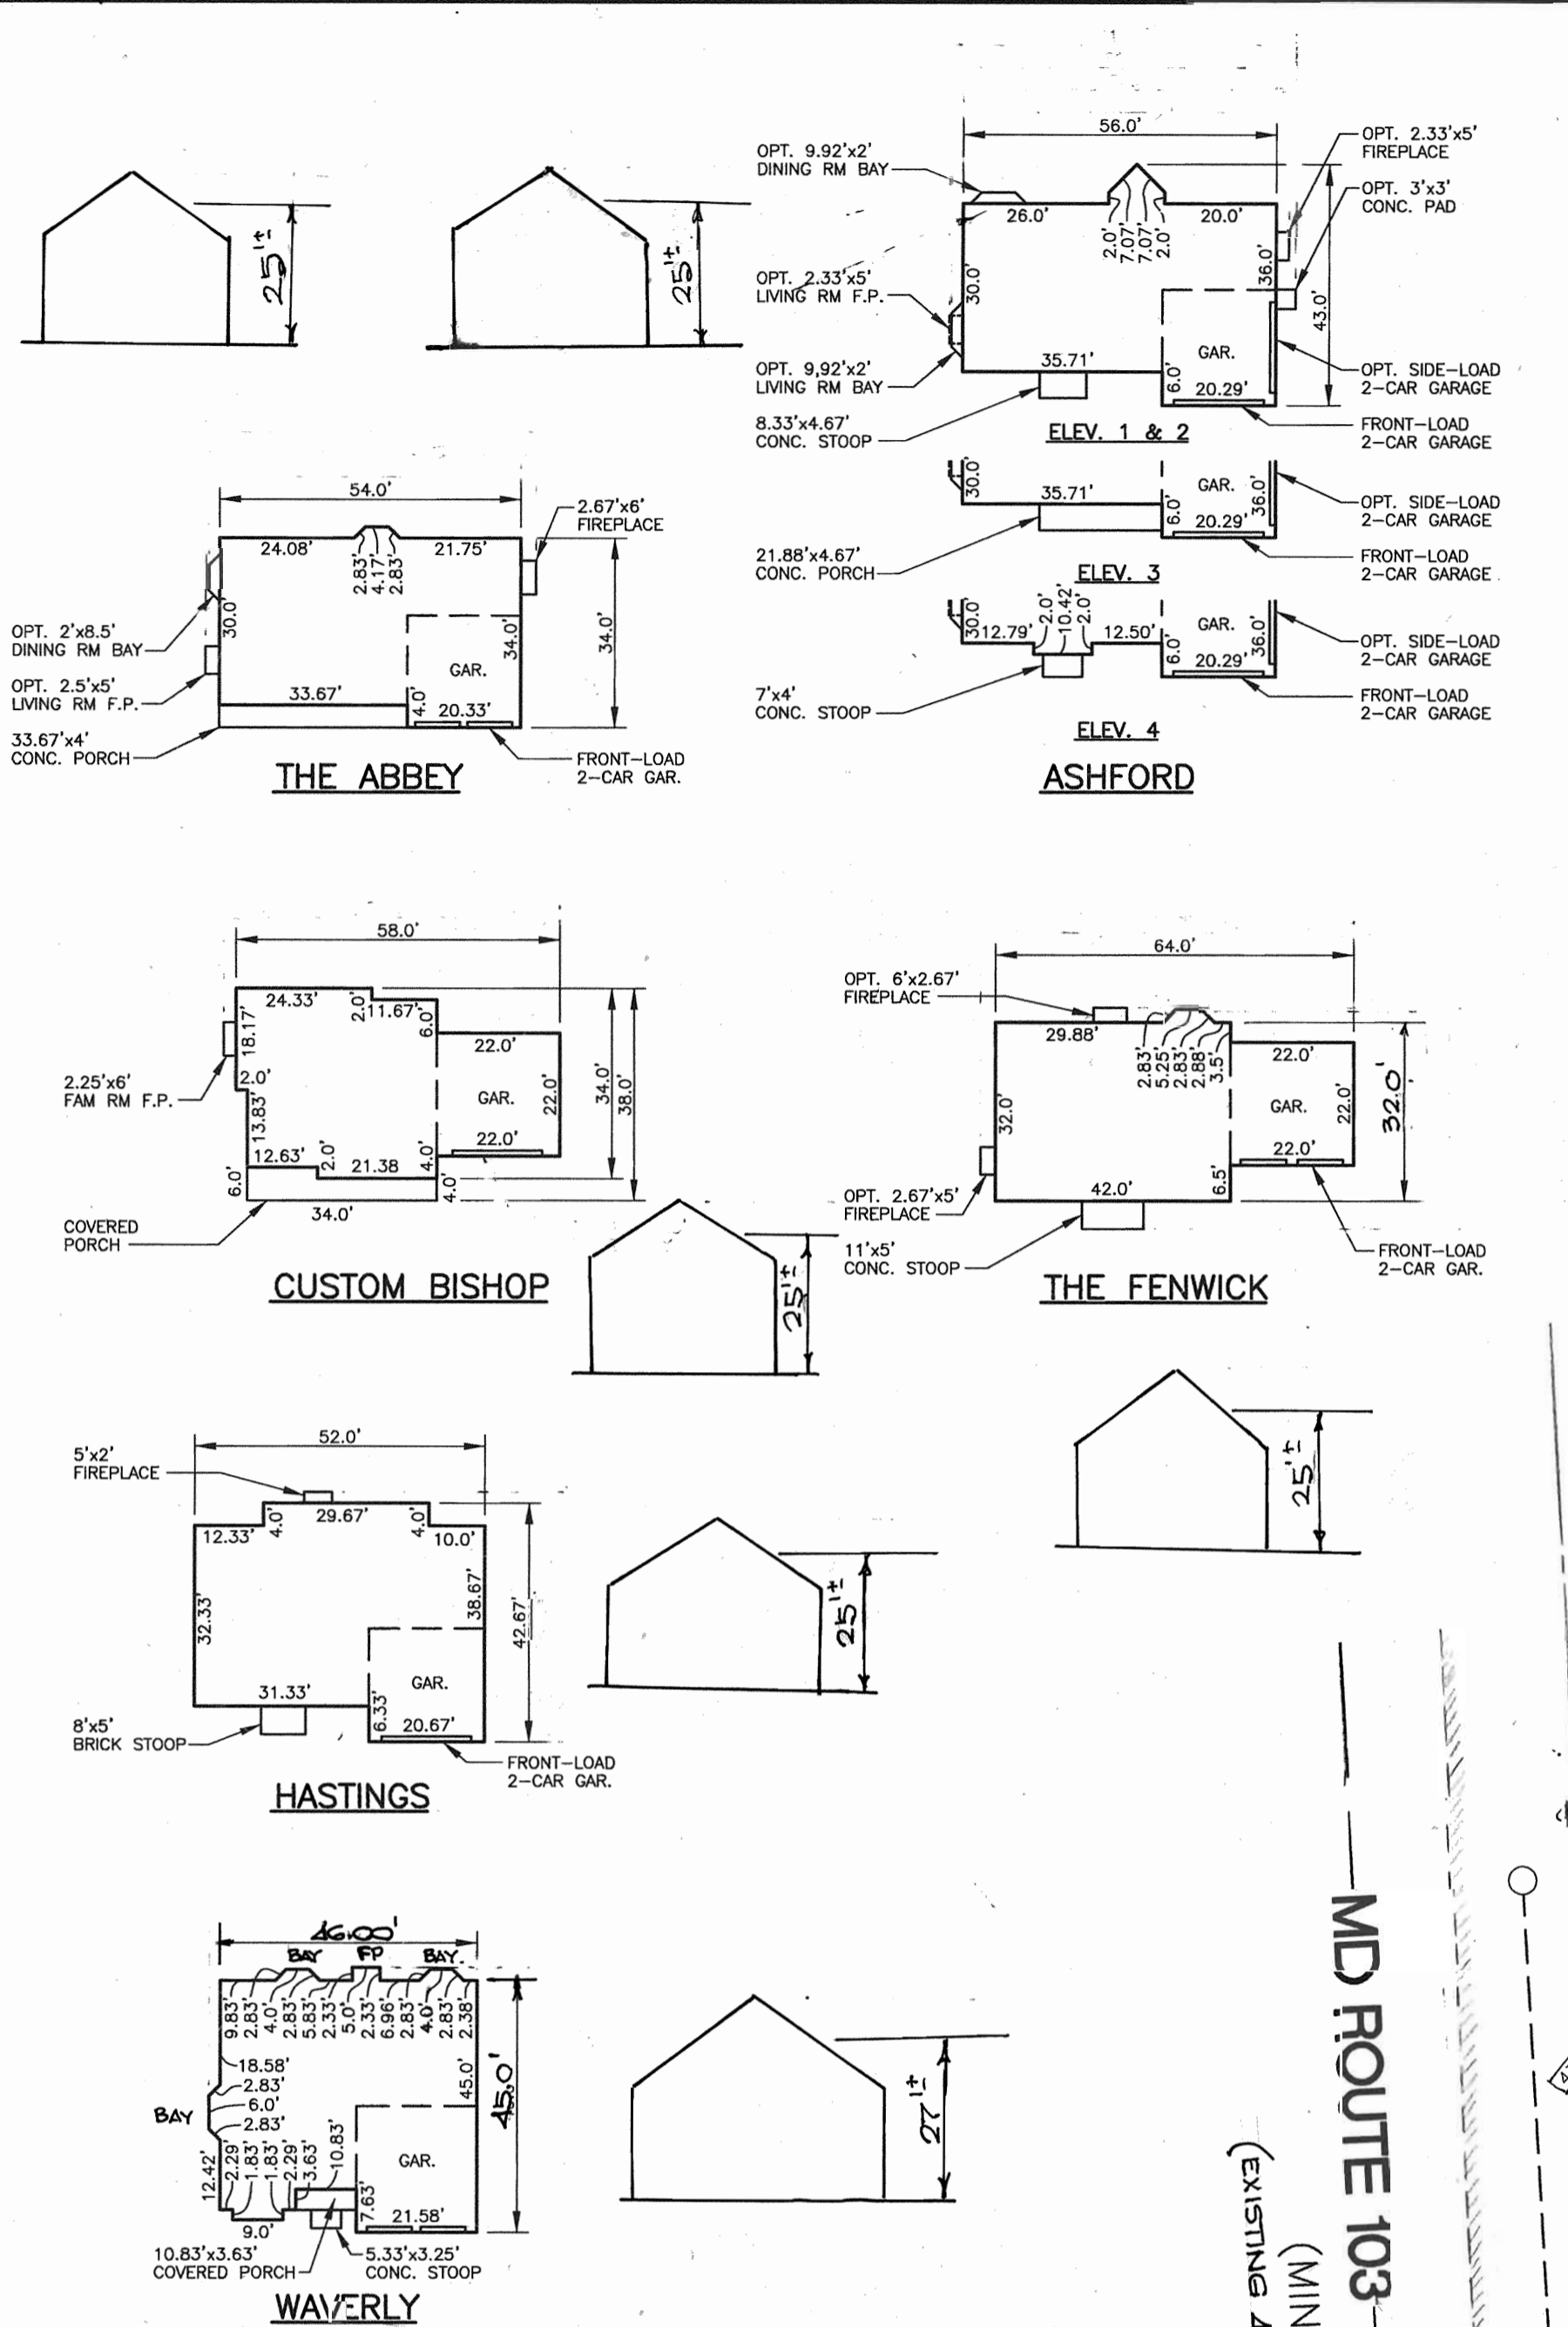 25'±
25'±
56.0'
OPT. 9.92'x2'
DINING RM BAY
OPT. 2.33'x5'
FIREPLACE
OPT. 3'x3'
CONC. PAD
26.0'
2.0'
7.07'
7.07'
2.0'
20.0'
36.0'
43.0'
30.0'
OPT. 2.33'x5'
LIVING RM F.P.
OPT. 9,92'x2'
LIVING RM BAY
8.33'x4.67'
CONC. STOOP
35.71'
6.0'
GAR.
20.29'
OPT. SIDE-LOAD
2-CAR GARAGE
FRONT-LOAD
2-CAR GARAGE
ELEV. 1 & 2
30.0'
35.71'
6.0'
GAR.
36.0'
20.29'
OPT. SIDE-LOAD
2-CAR GARAGE
21.88'x4.67'
CONC. PORCH
FRONT-LOAD
2-CAR GARAGE
ELEV. 3
30.0'
12.79'
2.0'
10.42'
2.0'
12.50'
6.0'
GAR.
36.0'
20.29'
OPT. SIDE-LOAD
2-CAR GARAGE
7'x4'
CONC. STOOP
FRONT-LOAD
2-CAR GARAGE
ELEV. 4
ASHFORD
54.0'
2.67'x6'
FIREPLACE
24.08'
2.83'
4.17'
2.83'
21.75'
30.0'
34.0'
34.0'
OPT. 2'x8.5'
DINING RM BAY
OPT. 2.5'x5'
LIVING RM F.P.
33.67'
4.0'
GAR.
20.33'
33.67'x4'
CONC. PORCH
FRONT-LOAD
2-CAR GAR.
THE ABBEY
58.0'
24.33'
2.0'
11.67'
6.0'
18.17'
22.0'
2.25'x6'
FAM RM F.P.
2.0'
13.83'
GAR.
22.0'
34.0'
38.0'
12.63'
2.0'
21.38
4.0'
22.0'
6.0'
4.0'
34.0'
COVERED
PORCH
CUSTOM BISHOP
25'±
64.0'
OPT. 6'x2.67'
FIREPLACE
29.88'
2.83'
5.25'
2.83'
2.88'
3.5'
22.0'
32.0'
GAR.
22.0'
32.0'
22.0'
6.5'
42.0'
OPT. 2.67'x5'
FIREPLACE
11'x5'
CONC. STOOP
FRONT-LOAD
2-CAR GAR.
THE FENWICK
25'±
52.0'
5'x2'
FIREPLACE
12.33'
4.0'
29.67'
4.0'
10.0'
32.33'
38.67'
42.67'
31.33'
6.33'
GAR.
20.67'
8'x5'
BRICK STOOP
FRONT-LOAD
2-CAR GAR.
HASTINGS
25'±
46.00'
BAY
FP
BAY.
9.83'
2.83'
4.0'
2.83'
5.83'
2.33'
5.0'
2.33'
6.96'
2.83'
4.0'
2.83'
2.38'
18.58'
2.83'
6.0'
2.83'
BAY
45.0'
45.0'
12.42'
2.29'
1.83'
1.83'
2.29'
3.63'
10.83'
GAR.
7.63'
21.58'
9.0'
10.83'x3.63'
COVERED PORCH
5.33'x3.25'
CONC. STOOP
WAVERLY
27'±
MD ROUTE 103
(MIN
(EXISTING